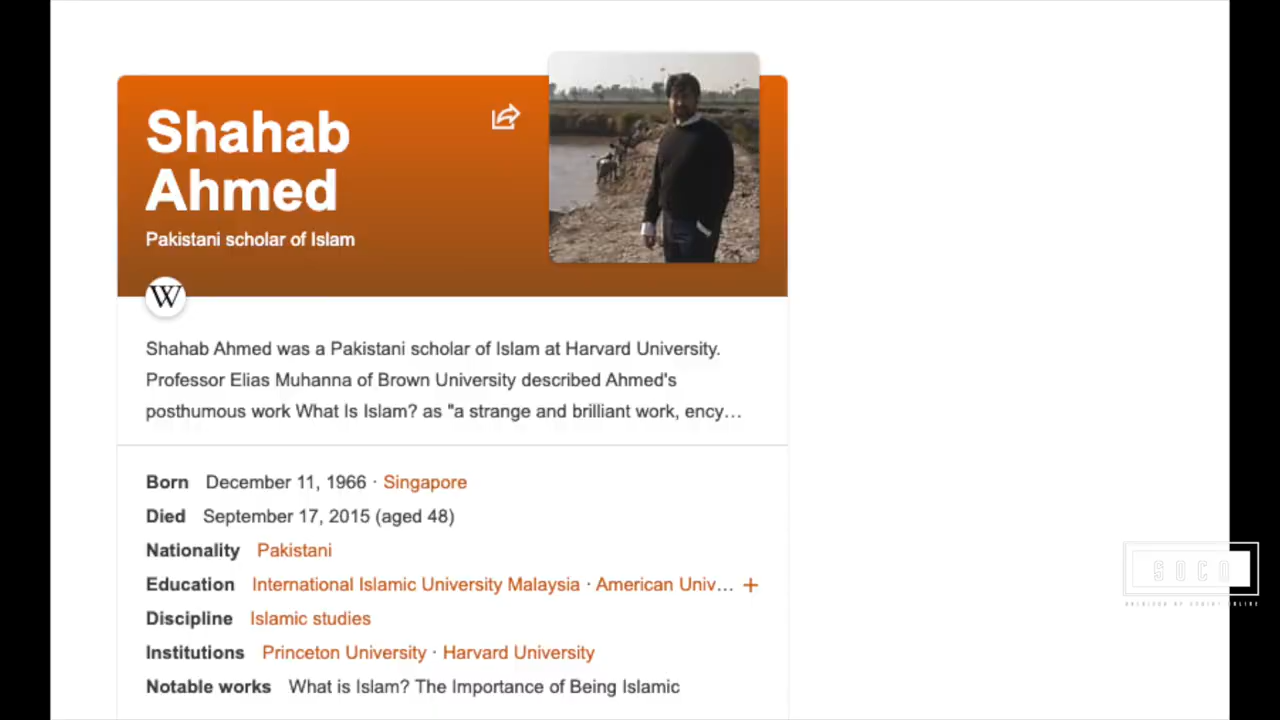 Shahab
Ahmed
Pakistani scholar of Islam
W
Shahab Ahmed was a Pakistani scholar of Islam at Harvard University.
Professor Elias Muhanna of Brown University described Ahmed's
posthumous work What Is Islam? as "a strange and brilliant work, ency…
Born December 11, 1966 · Singapore
Died September 17, 2015 (aged 48)
Nationality Pakistani
Education International Islamic University Malaysia · American Univ… +
Discipline Islamic studies
Institutions Princeton University · Harvard University
Notable works What is Islam? The Importance of Being Islamic
SOCO